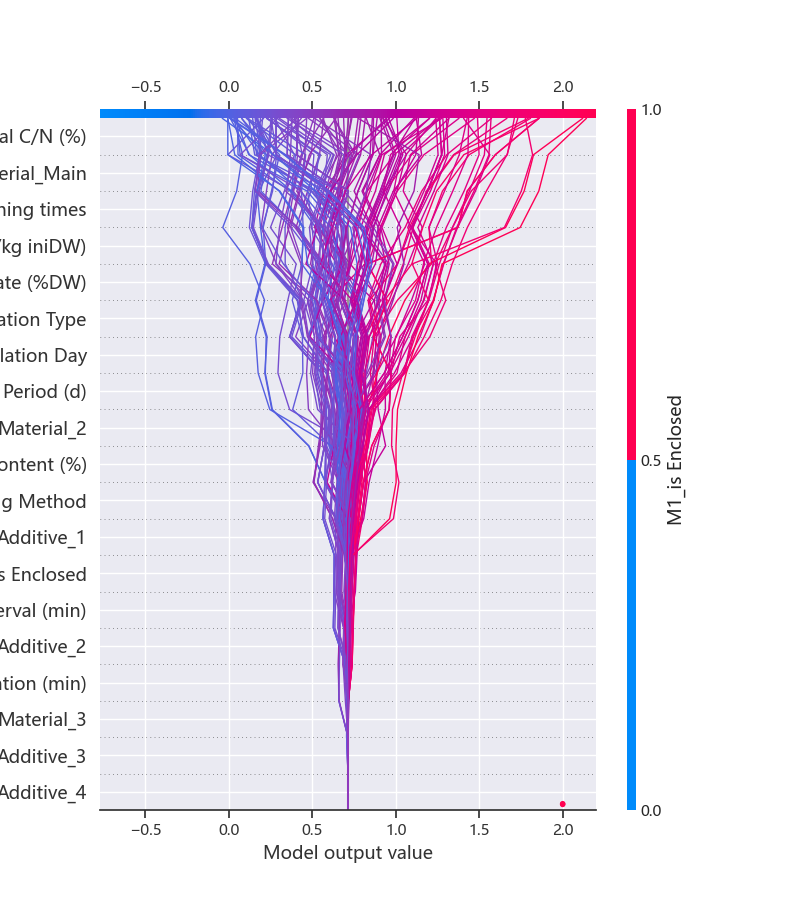 −0.5 0.0 0.5 1.0 1.5 2.0
1.0
al C/N (%)
erial_Main
ning times
/kg iniDW)
ate (%DW)
ation Type
lation Day
Period (d)
Material_2
ontent (%)
g Method
Additive_1
s Enclosed
erval (min)
Additive_2
ation (min)
Material_3
Additive_3
Additive_4
0.5
0.0
M1_is Enclosed
−0.5 0.0 0.5 1.0 1.5 2.0
Model output value